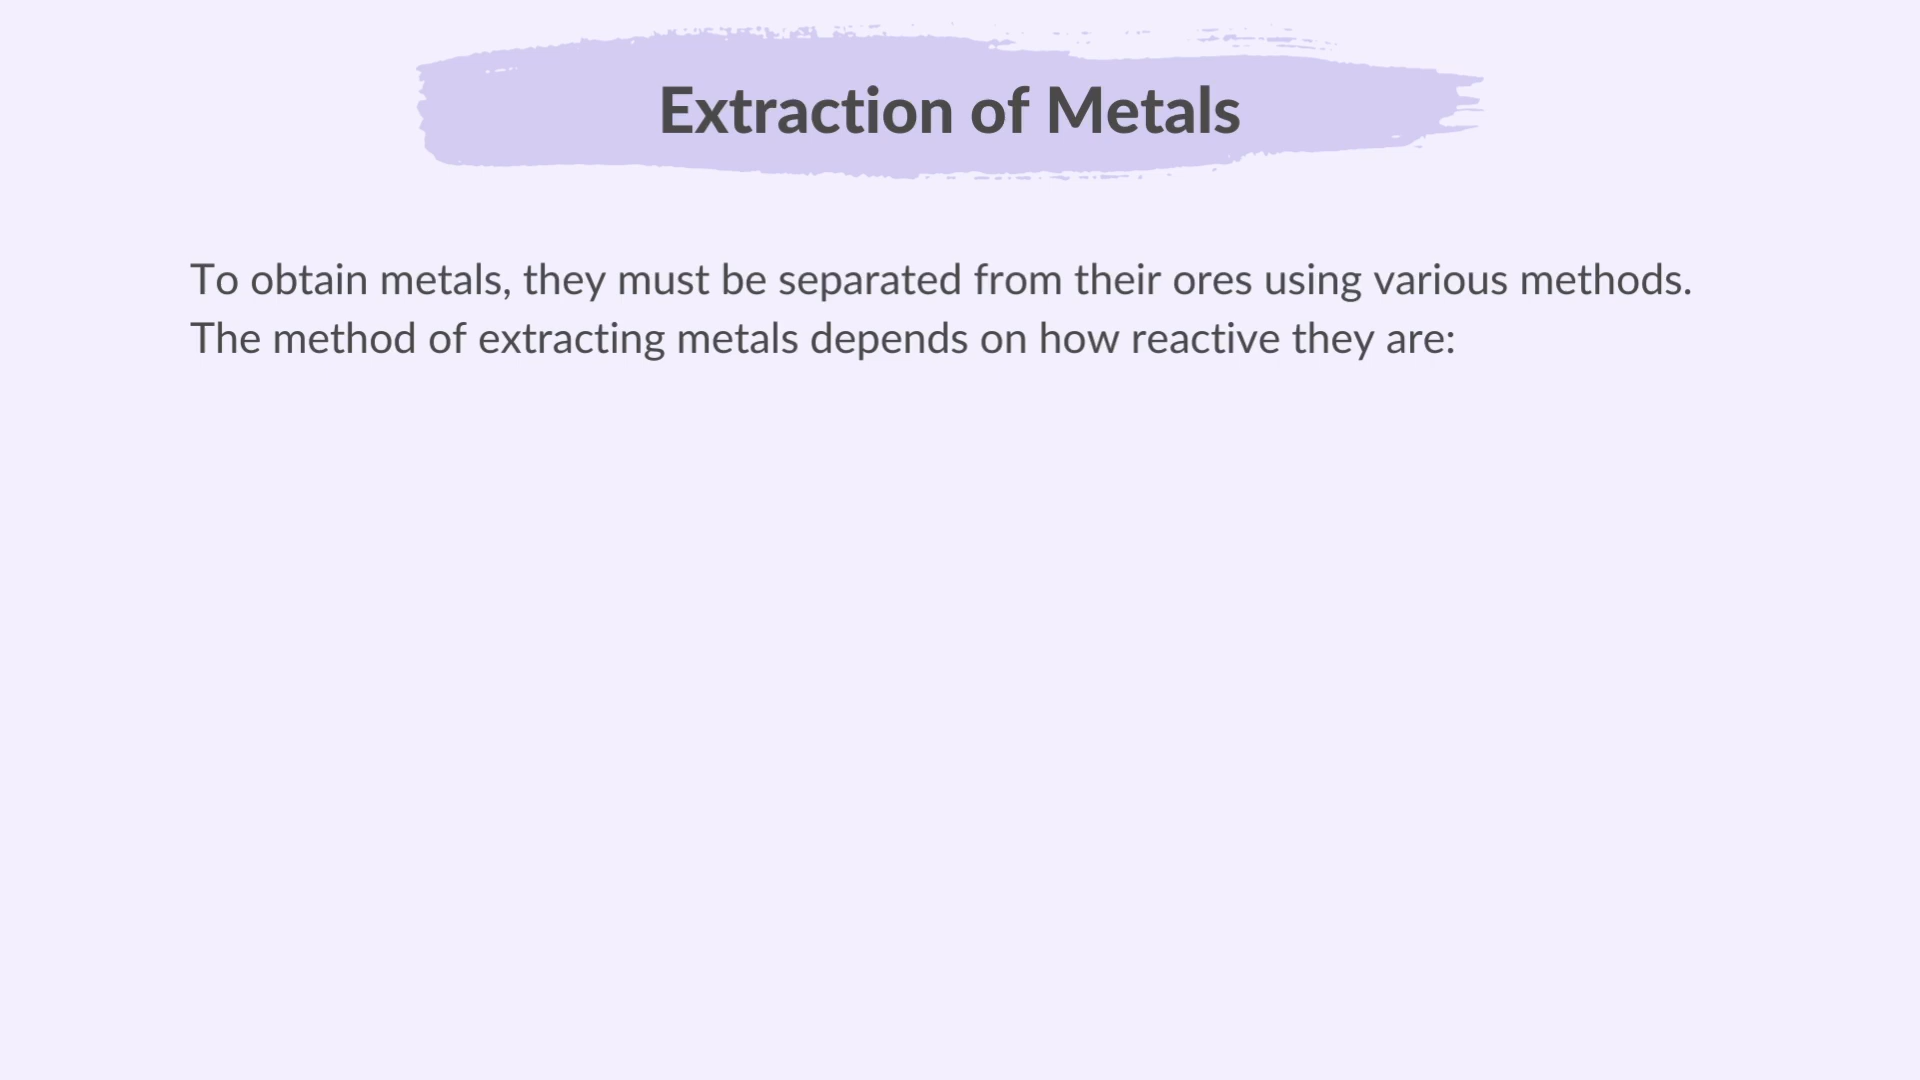 Extraction of Metals
To obtain metals, they must be separated from their ores using various methods.
The method of extracting metals depends on how reactive they are: